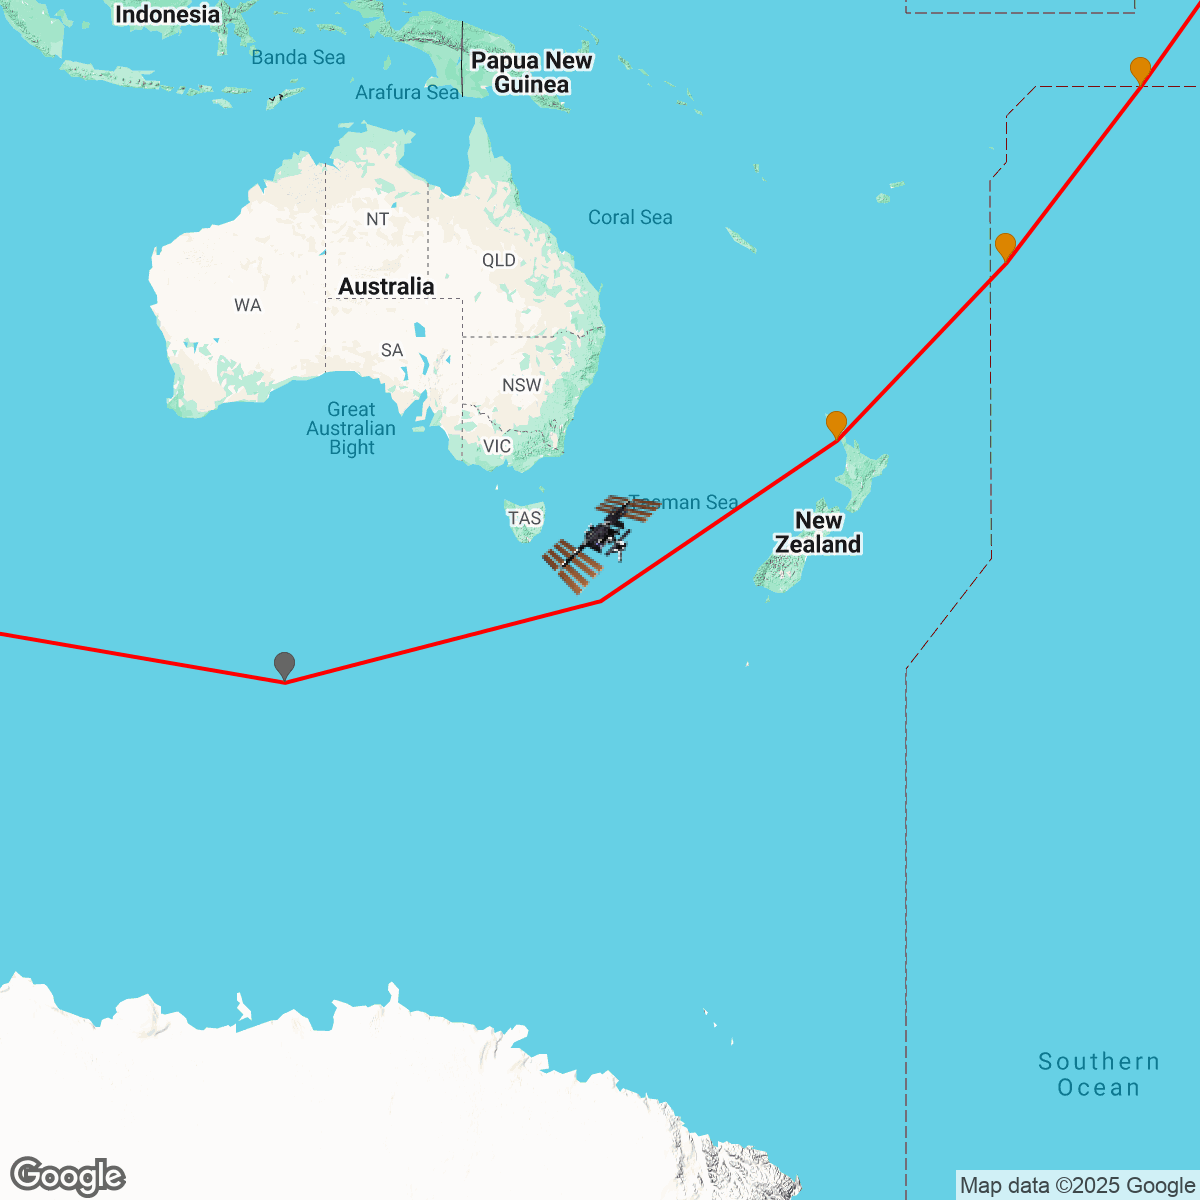 Indonesia
Banda Sea
Papua New
Guinea
Arafura Sea
Coral Sea
NT
QLD
Australia
WA
SA
NSW
Great
Australian
Bight
VIC
Tasman Sea
TAS
New
Zealand
Southern
Ocean
Google
Map data ©2025 Google